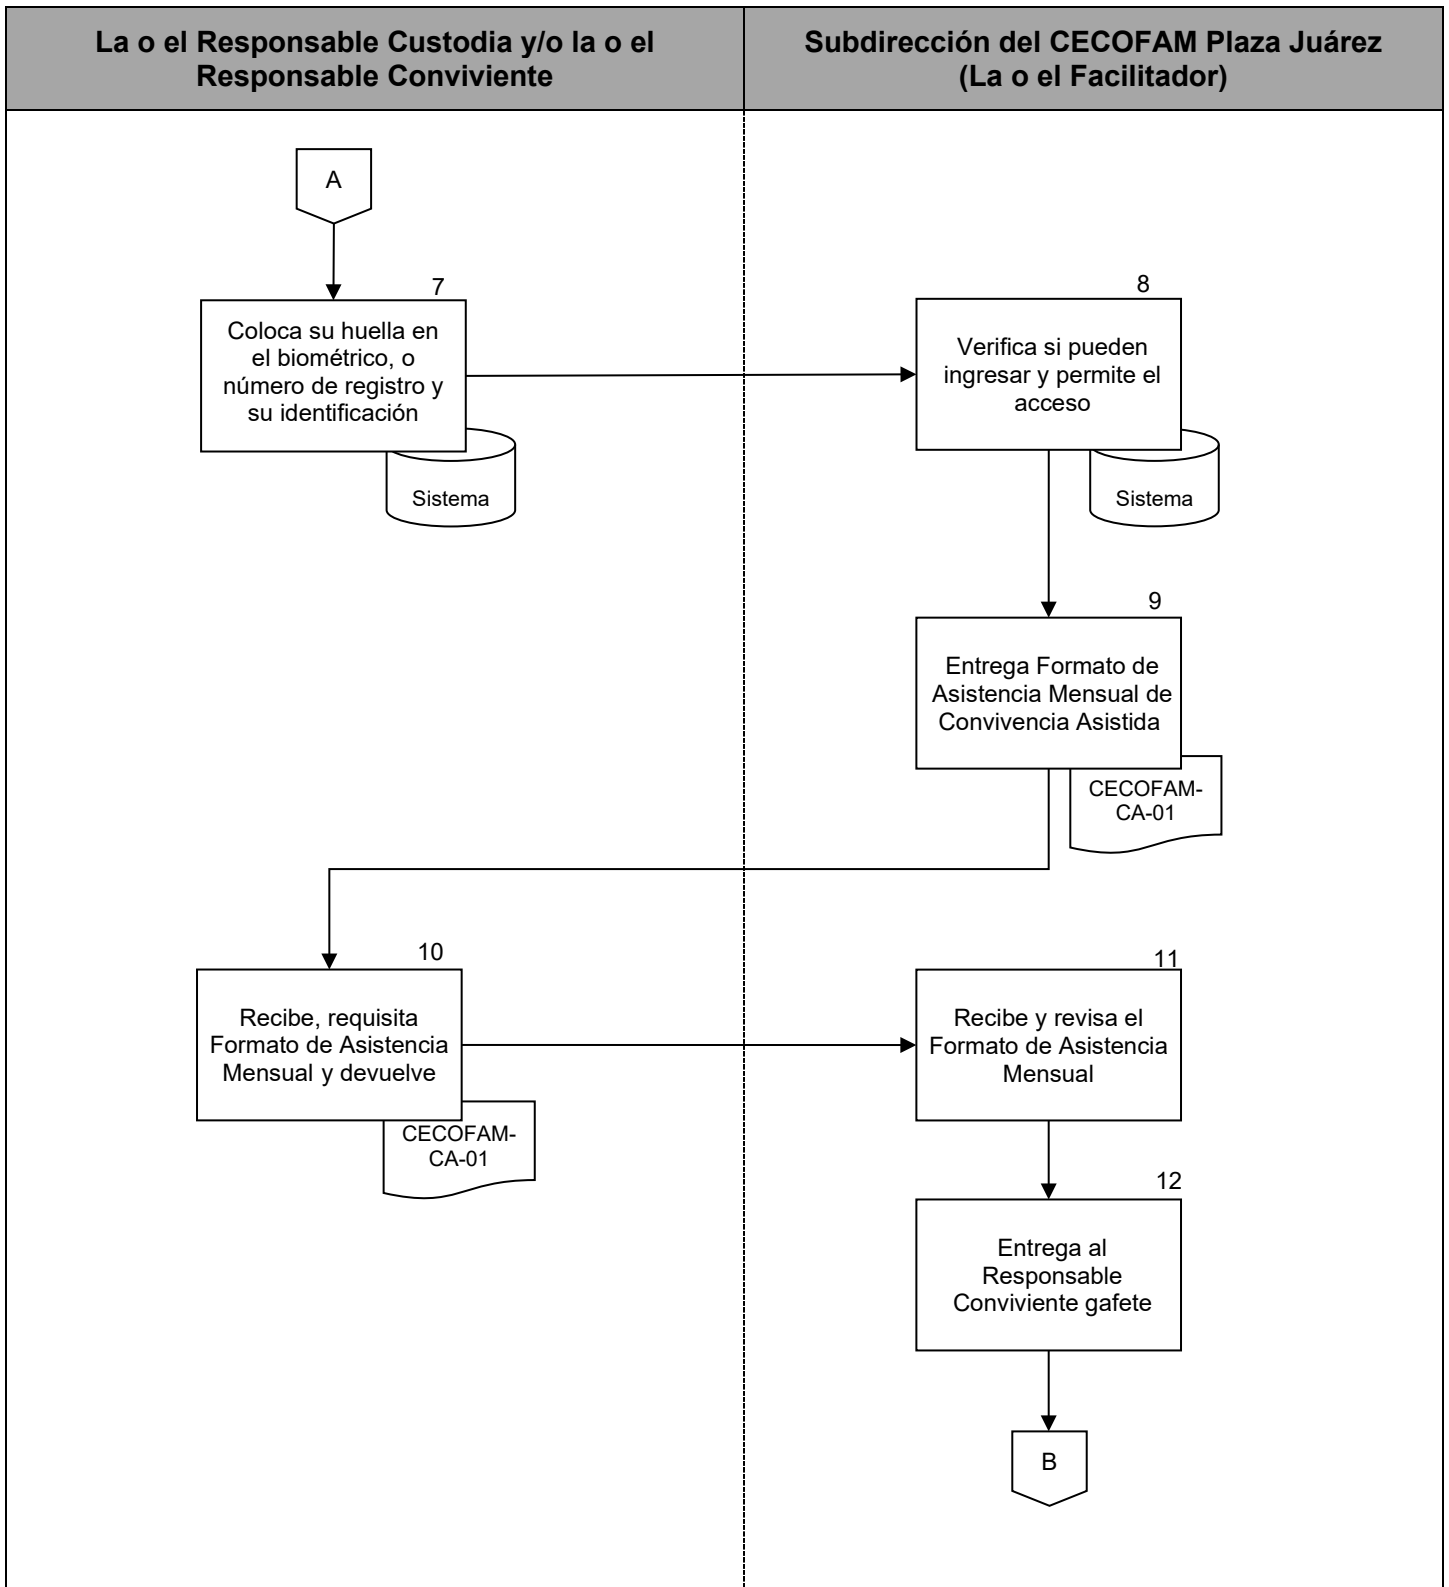 La o el Responsable Custodia y/o la o el
Responsable Conviviente
Subdirección del CECOFAM Plaza Juárez
(La o el Facilitador)
A
7
Coloca su huella en
el biométrico, o
número de registro y
su identificación
Sistema
8
Verifica si pueden
ingresar y permite el
acceso
Sistema
9
Entrega Formato de
Asistencia Mensual de
Convivencia Asistida
CECOFAM-
CA-01
10
Recibe, requisita
Formato de Asistencia
Mensual y devuelve
CECOFAM-
CA-01
11
Recibe y revisa el
Formato de Asistencia
Mensual
12
Entrega al
Responsable
Conviviente gafete
B